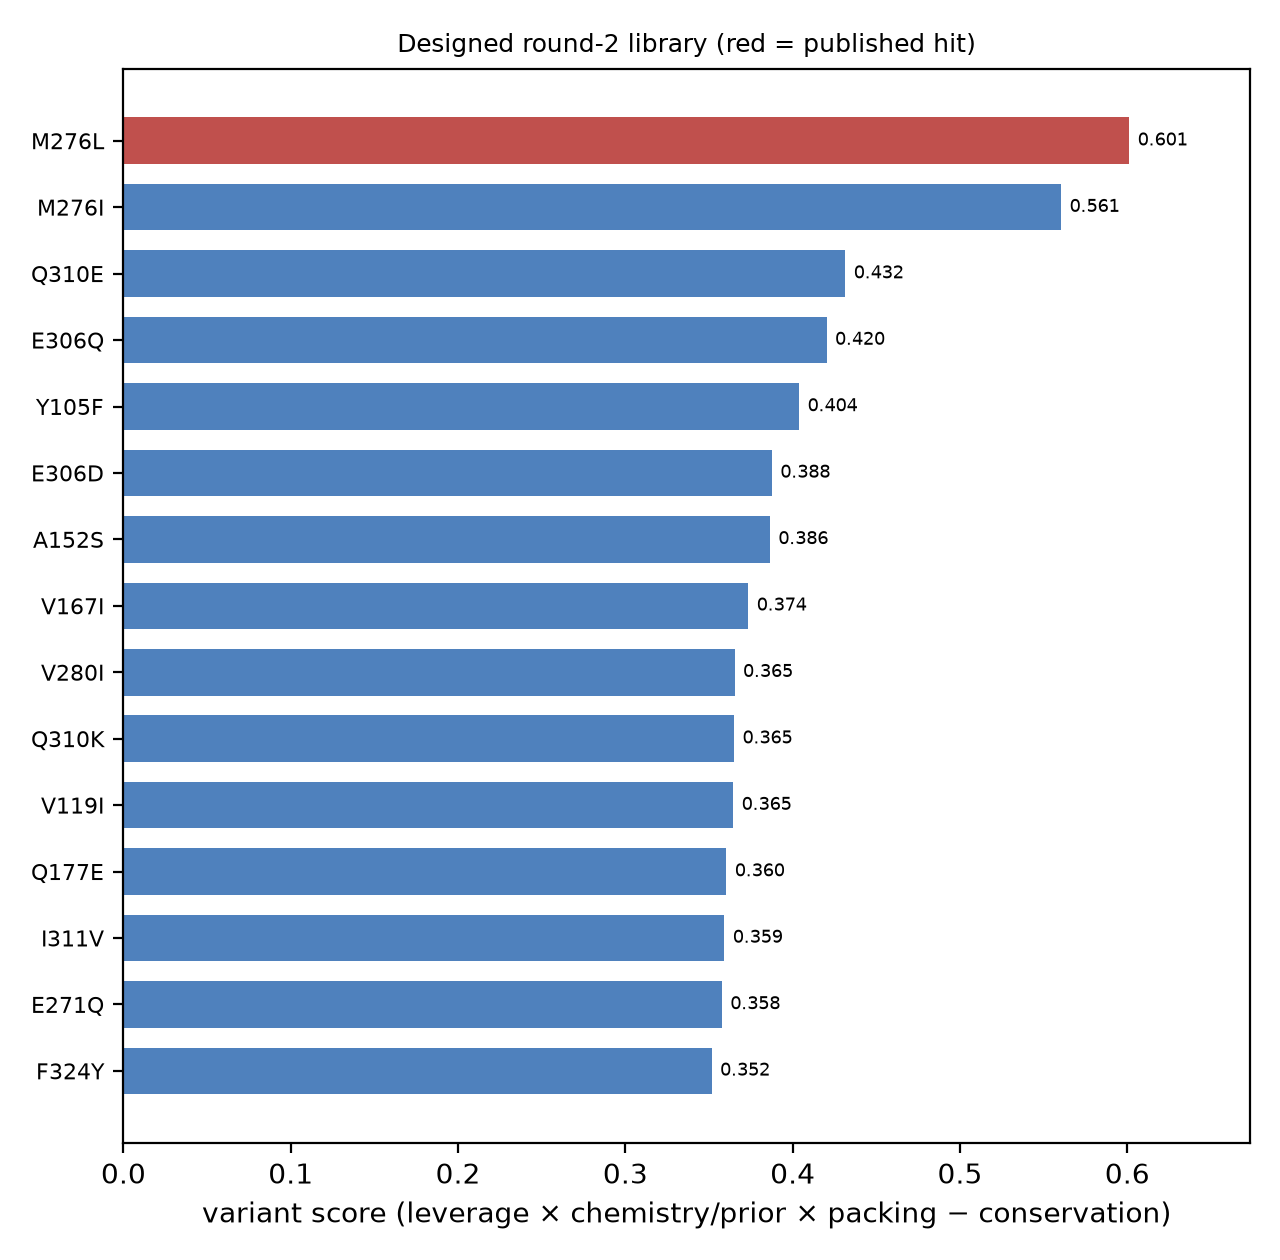 Designed round-2 library (red = published hit)
M276L 0.601
M276I 0.561
Q310E 0.432
E306Q 0.420
Y105F 0.404
E306D 0.388
A152S 0.386
V167I 0.374
V280I 0.365
Q310K 0.365
V119I 0.365
Q177E 0.360
I311V 0.359
E271Q 0.358
F324Y 0.352
0.0 0.1 0.2 0.3 0.4 0.5 0.6
variant score (leverage × chemistry/prior × packing − conservation)